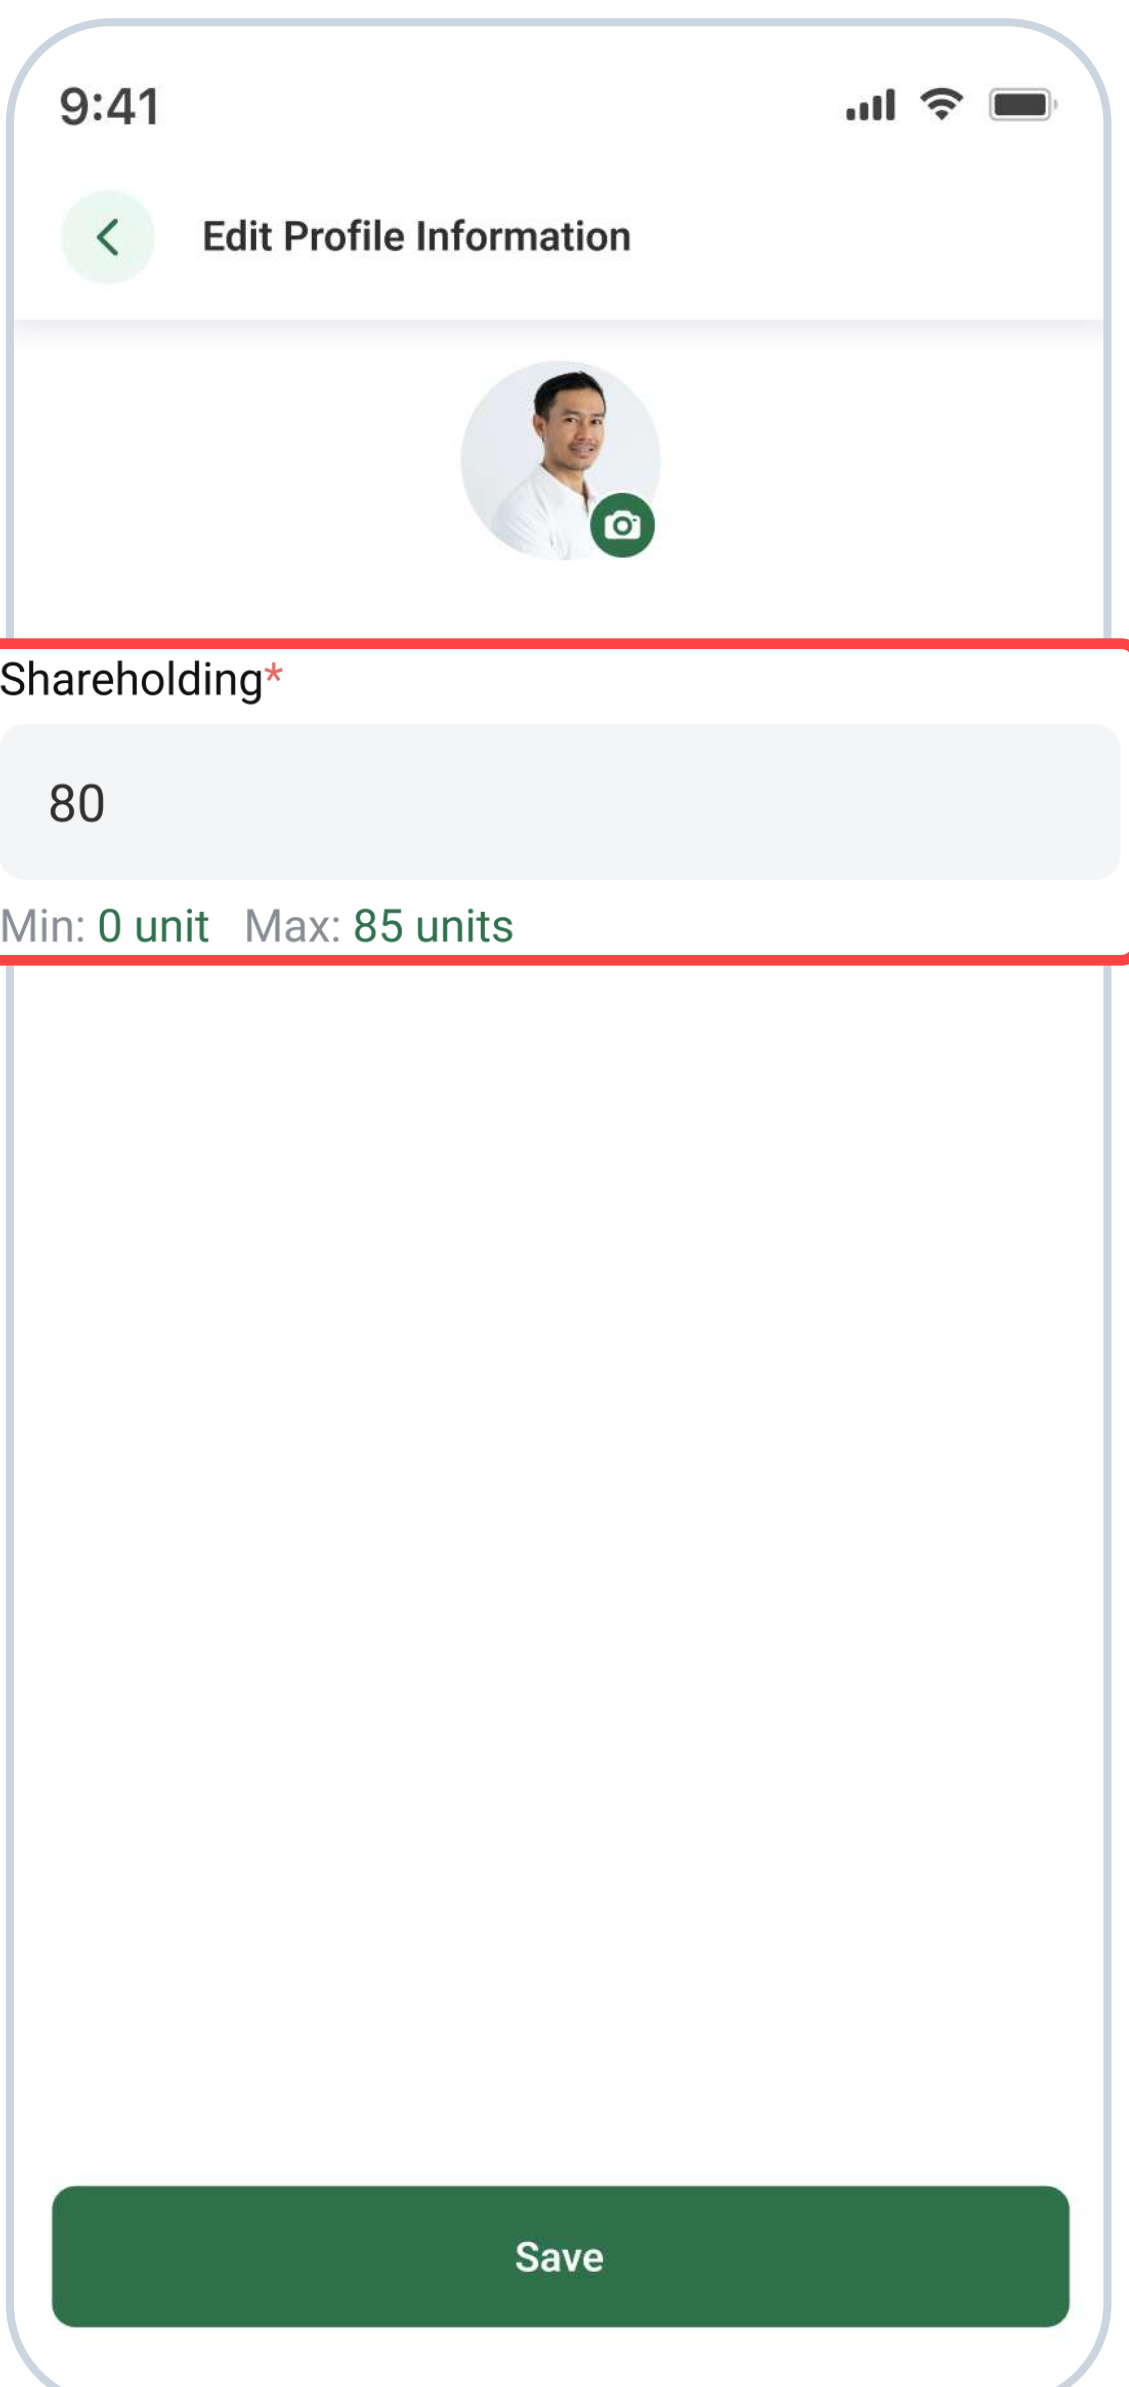 9:41
Edit Profile Information
Shareholding*
80
Min: 0 unit Max: 85 units
Save